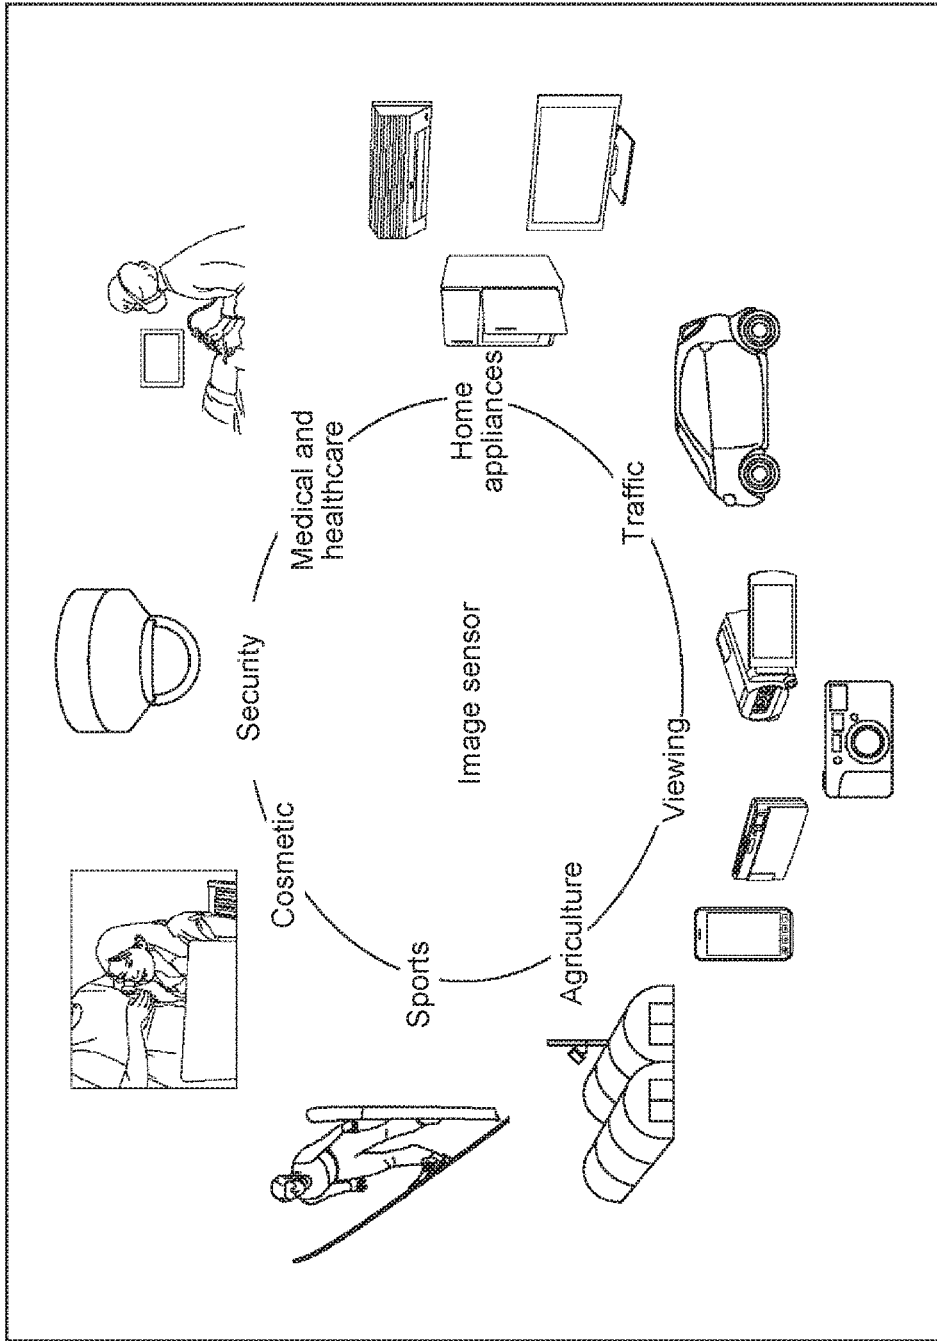 Security
Medical and
healthcare
Home
appliances
Traffic
Viewing
Agriculture
Sports
Cosmetic
Image sensor